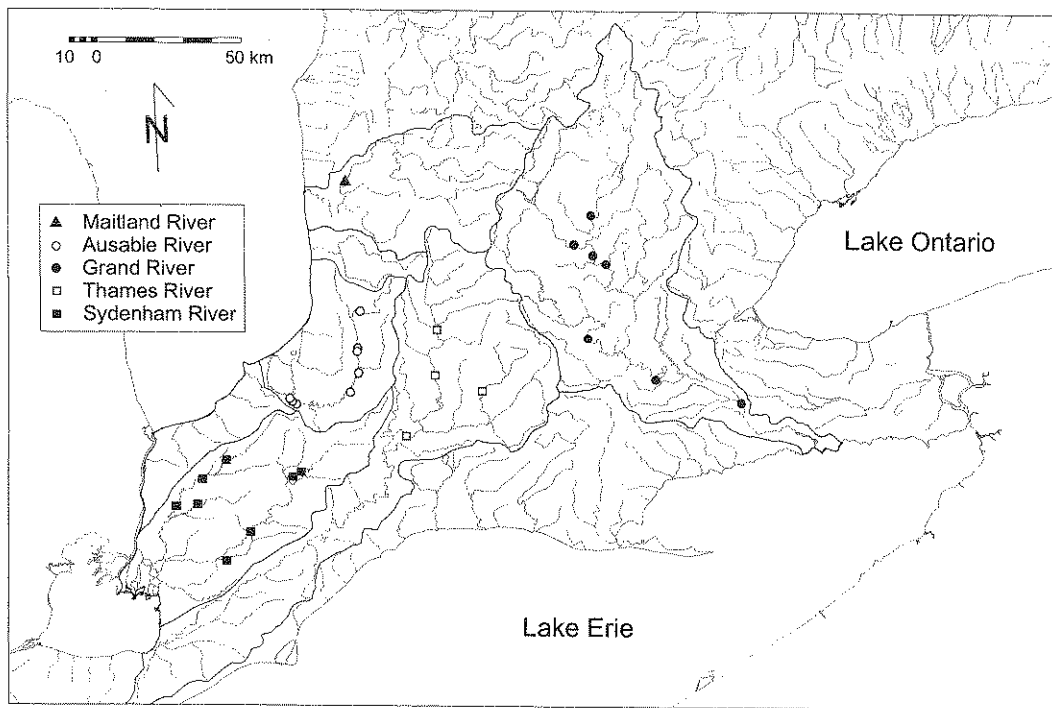 10 0 50 km
N
Maitland River
Ausable River
Grand River
Thames River
Sydenham River
Lake Ontario
Lake Erie